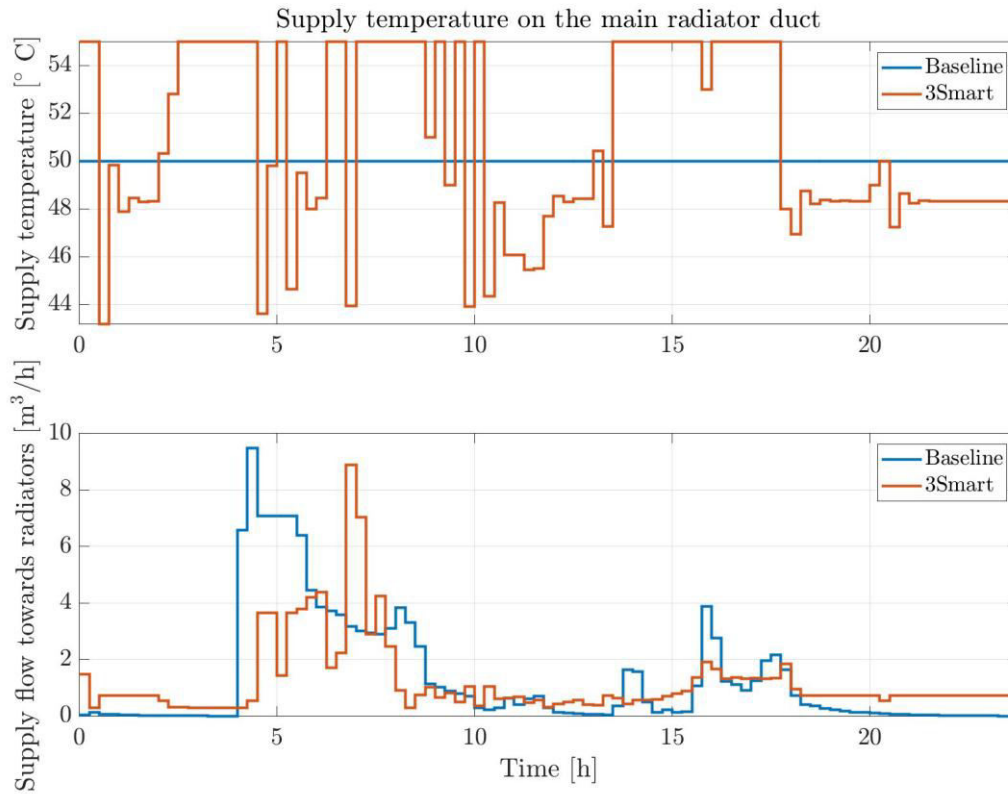 Supply temperature on the main radiator duct
Supply temperature [° C]
54
52
50
48
46
44
0 5 10 15 20
Baseline
3Smart
Supply flow towards radiators [m³/h]
10
8
6
4
2
0
0 5 10 15 20
Baseline
3Smart
Time [h]